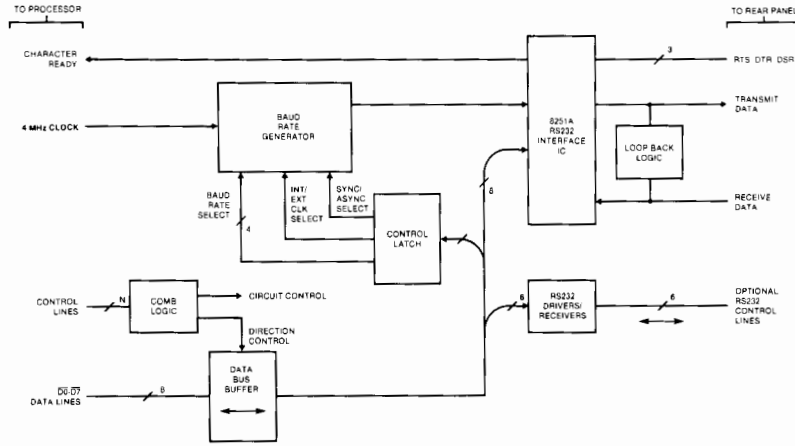 TO PROCESSOR
TO REAR PANEL
CHARACTER
READY
3
RTS DTR DSR
BAUD
RATE
GENERATOR
8251A
RS232
INTERFACE
IC
TRANSMIT
DATA
4 MHz CLOCK
LOOP BACK
LOGIC
BAUD
RATE
SELECT
4
INT/
EXT
CLK
SELECT
SYNC/
ASYNC
SELECT
8
RECEIVE
DATA
CONTROL
LATCH
CONTROL
LINES
N
COMB
LOGIC
CIRCUIT CONTROL
DIRECTION
CONTROL
6
RS232
DRIVERS/
RECEIVERS
6
OPTIONAL
RS232
CONTROL
LINES
D0-D7
DATA LINES
8
DATA
BUS
BUFFER